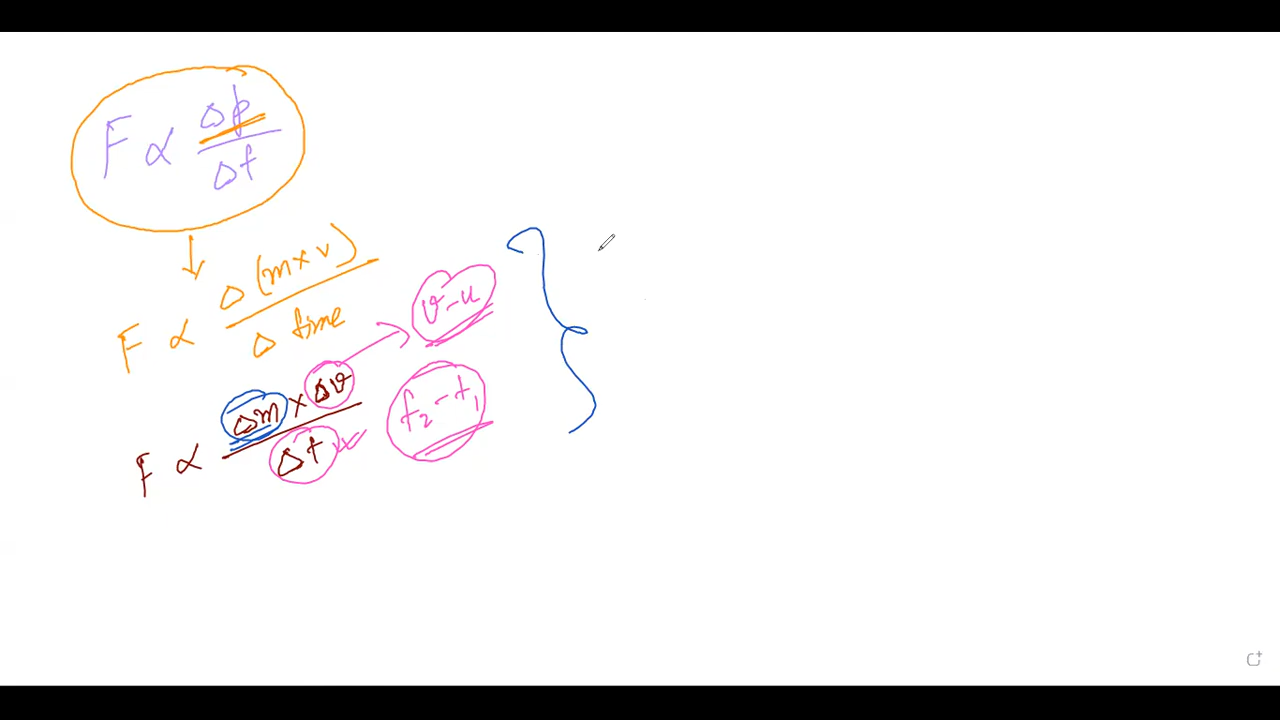 F ∝ Δp / Δt
F ∝ Δ(m×v) / Δ time
v-u
F ∝ Δm × Δv / Δt
t₂-t₁